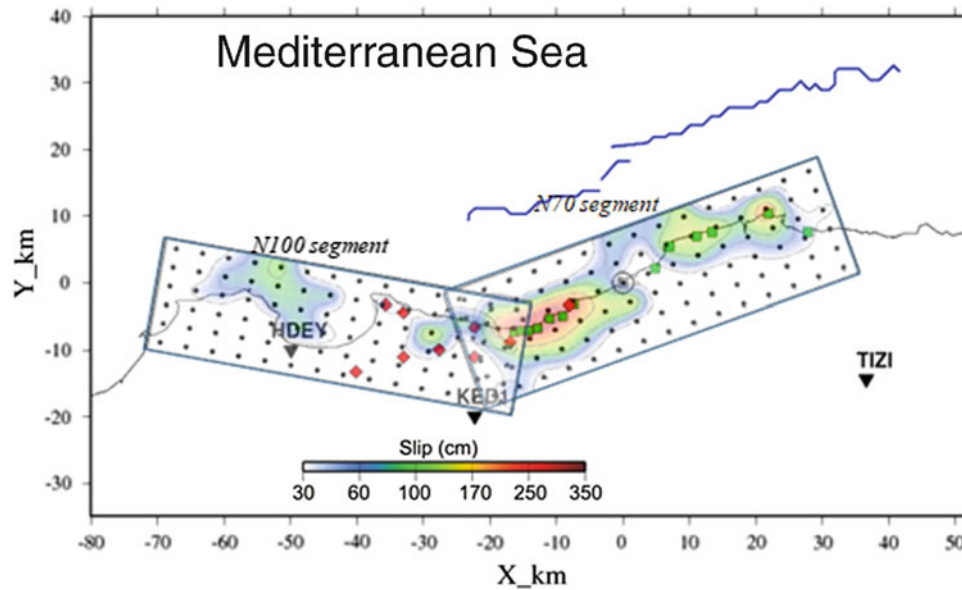 40
Mediterranean Sea
30
20
N70 segment
10
N100 segment
Y_km
0
HDEY
-10
TIZI
KED1
-20
Slip (cm)
30 60 100 170 250 350
-30
-80 -70 -60 -50 -40 -30 -20 -10 0 10 20 30 40 50
X_km